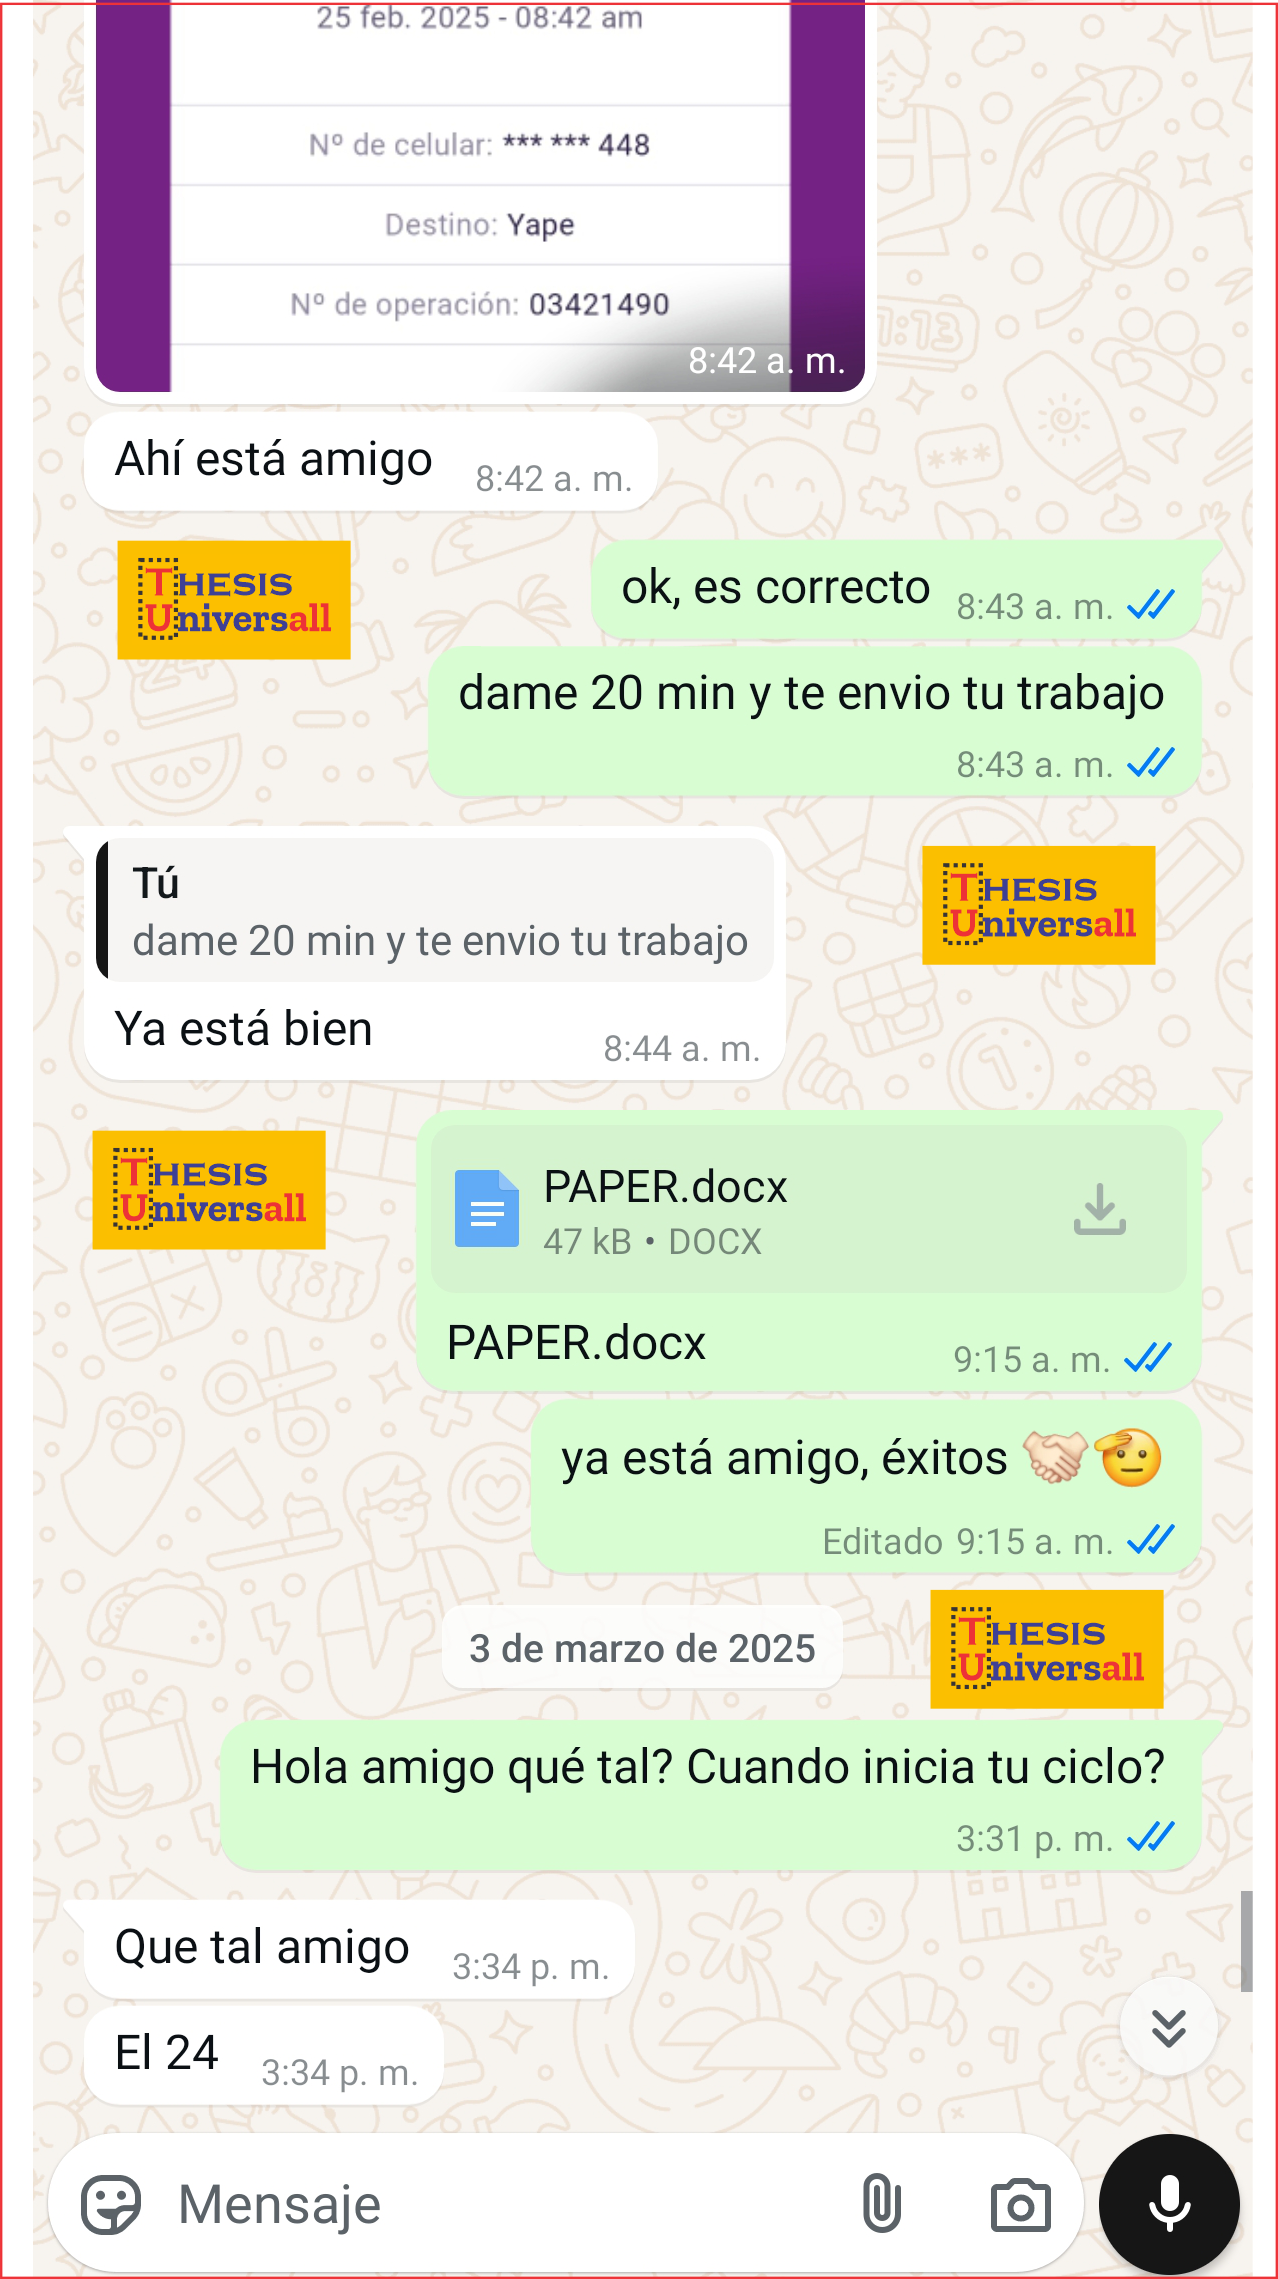 25 feb. 2025 - 08:42 am
Nº de celular: *** *** 448
Destino: Yape
Nº de operación: 03421490
8:42 a. m.
Ahí está amigo 8:42 a. m.
THESIS
Universall
ok, es correcto 8:43 a. m.
dame 20 min y te envio tu trabajo
8:43 a. m.
Tú
dame 20 min y te envio tu trabajo
Ya está bien 8:44 a. m.
THESIS
Universall
THESIS
Universall
PAPER.docx
47 kB • DOCX
PAPER.docx 9:15 a. m.
ya está amigo, éxitos 🤝🏻🫡
Editado 9:15 a. m.
3 de marzo de 2025
THESIS
Universall
Hola amigo qué tal? Cuando inicia tu ciclo?
3:31 p. m.
Que tal amigo 3:34 p. m.
El 24 3:34 p. m.
Mensaje